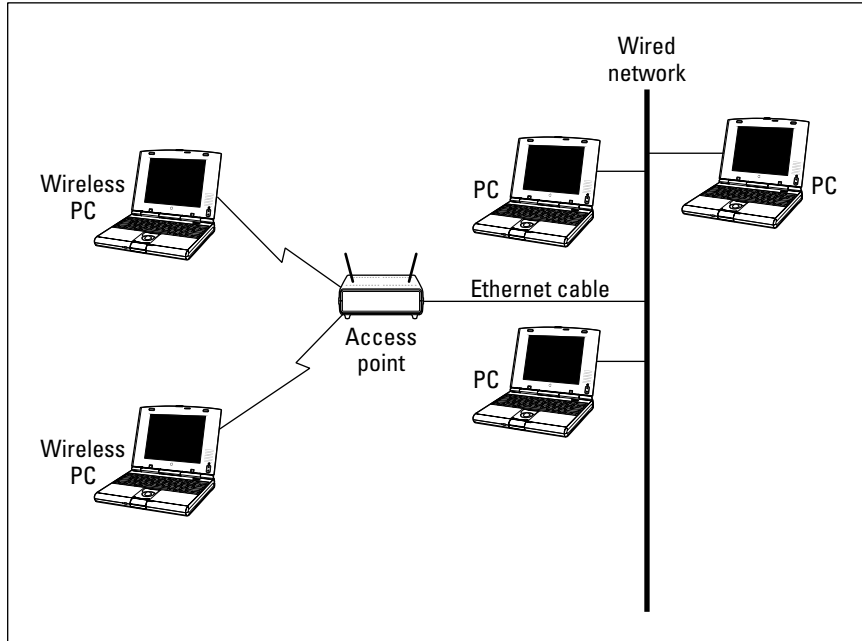 Wired
network
Wireless
PC
PC
PC
Ethernet cable
Access
point
PC
Wireless
PC